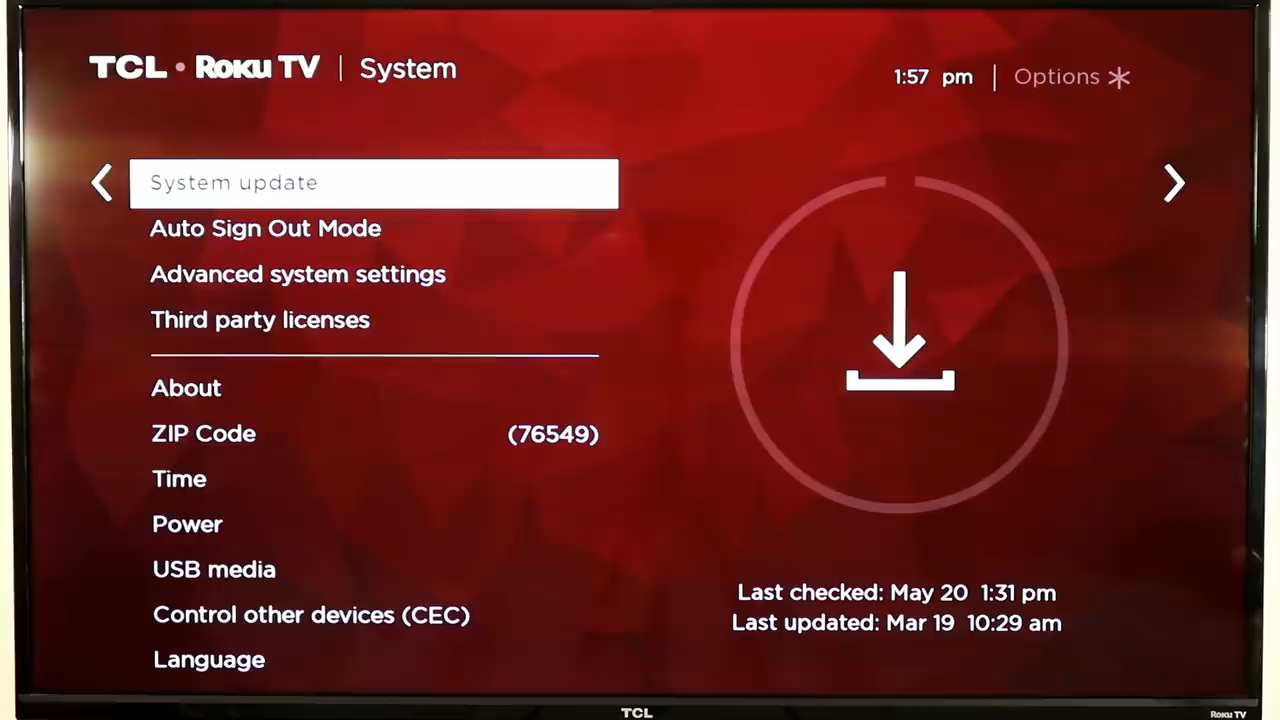 TCL • Roku TV | System
1:57 pm | Options
System update
Auto Sign Out Mode
Advanced system settings
Third party licenses
About
ZIP Code (76549)
Time
Power
USB media
Control other devices (CEC)
Language
Last checked: May 20 1:31 pm
Last updated: Mar 19 10:29 am
TCL
Roku TV